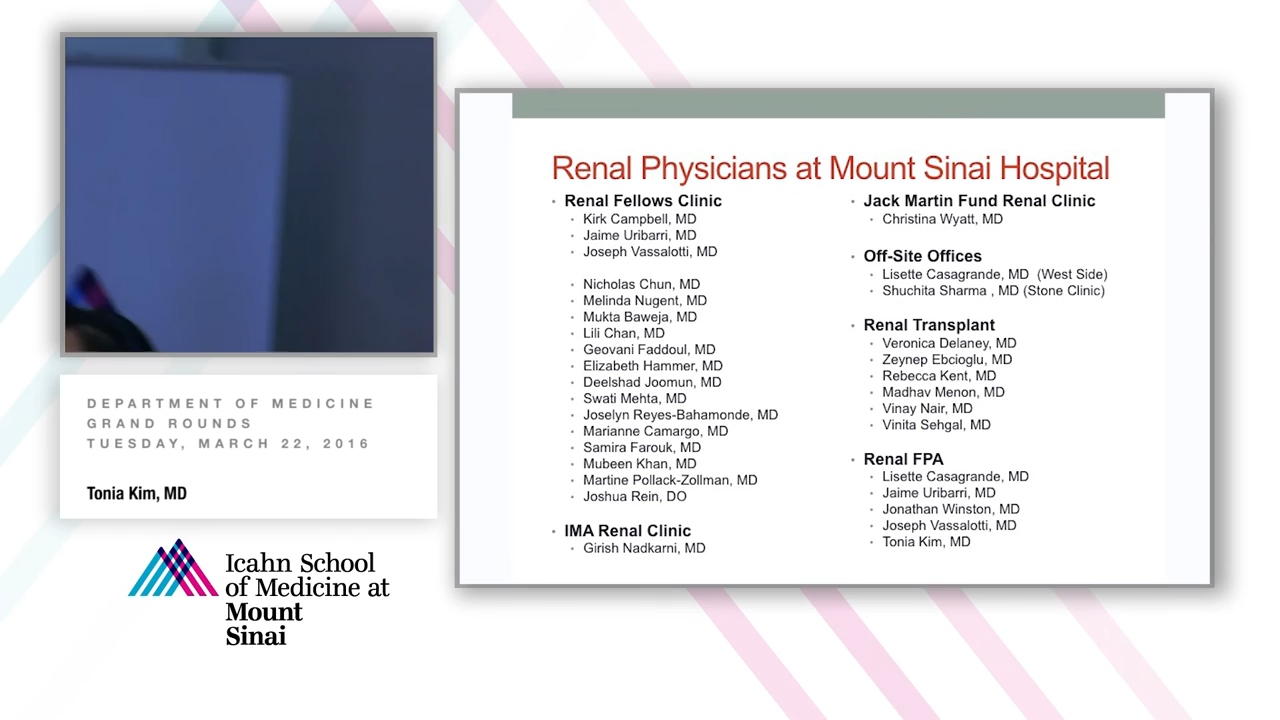 DEPARTMENT OF MEDICINE
GRAND ROUNDS
TUESDAY, MARCH 22, 2016
Tonia Kim, MD
Icahn School
of Medicine at
Mount
Sinai
Renal Physicians at Mount Sinai Hospital
Renal Fellows Clinic
Kirk Campbell, MD
Jaime Uribarri, MD
Joseph Vassalotti, MD
Nicholas Chun, MD
Melinda Nugent, MD
Mukta Baweja, MD
Lili Chan, MD
Geovani Faddoul, MD
Elizabeth Hammer, MD
Deelshad Joomun, MD
Swati Mehta, MD
Joselyn Reyes-Bahamonde, MD
Marianne Camargo, MD
Samira Farouk, MD
Mubeen Khan, MD
Martine Pollack-Zollman, MD
Joshua Rein, DO
IMA Renal Clinic
Girish Nadkarni, MD
Jack Martin Fund Renal Clinic
Christina Wyatt, MD
Off-Site Offices
Lisette Casagrande, MD (West Side)
Shuchita Sharma , MD (Stone Clinic)
Renal Transplant
Veronica Delaney, MD
Zeynep Ebcioglu, MD
Rebecca Kent, MD
Madhav Menon, MD
Vinay Nair, MD
Vinita Sehgal, MD
Renal FPA
Lisette Casagrande, MD
Jaime Uribarri, MD
Jonathan Winston, MD
Joseph Vassalotti, MD
Tonia Kim, MD